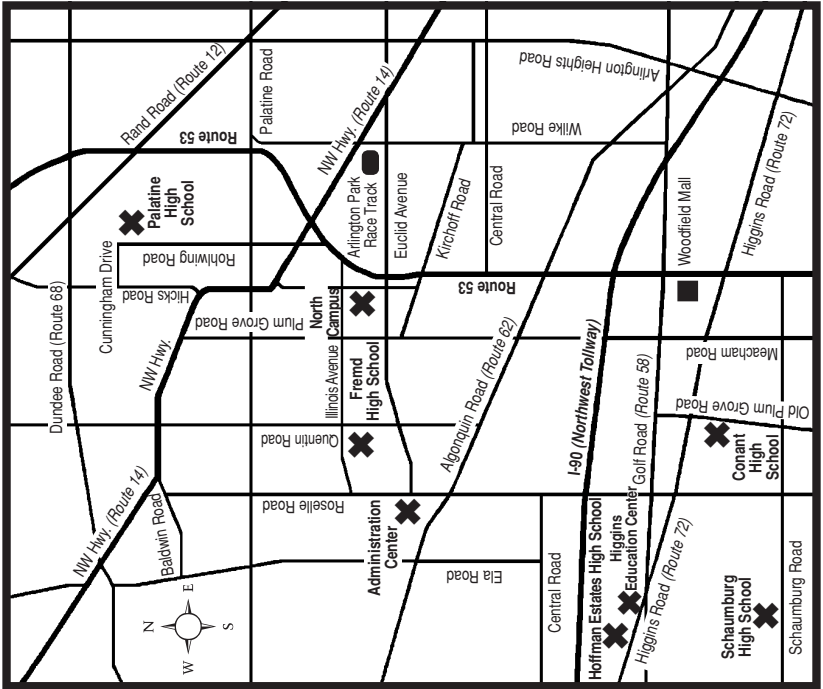 Rand Road (Route 12)
Palatine Road
NW Hwy. (Route 14)
Arlington Heights Road
Route 53
Wilke Road
Higgins Road (Route 72)
Palatine
High
School
Arlington Park
Race Track
Euclid Avenue
Kirchoff Road
Central Road
Woodfield Mall
Cunningham Drive
Rohlwing Road
Hicks Road
Dundee Road (Route 68)
Plum Grove Road
North
Campus
Route 53
NW Hwy.
Illinois Avenue
Fremd
High School
Algonquin Road (Route 62)
I-90 (Northwest Tollway)
Meacham Road
Golf Road (Route 58)
Old Plum Grove Road
Quentin Road
Conant
High
School
NW Hwy. (Route 14)
Baldwin Road
Roselle Road
Administration
Center
Ela Road
Central Road
Hoffman Estates High School
Higgins
Education Center
Higgins Road (Route 72)
Schaumburg
High School
Schaumburg Road
N
E
S
W